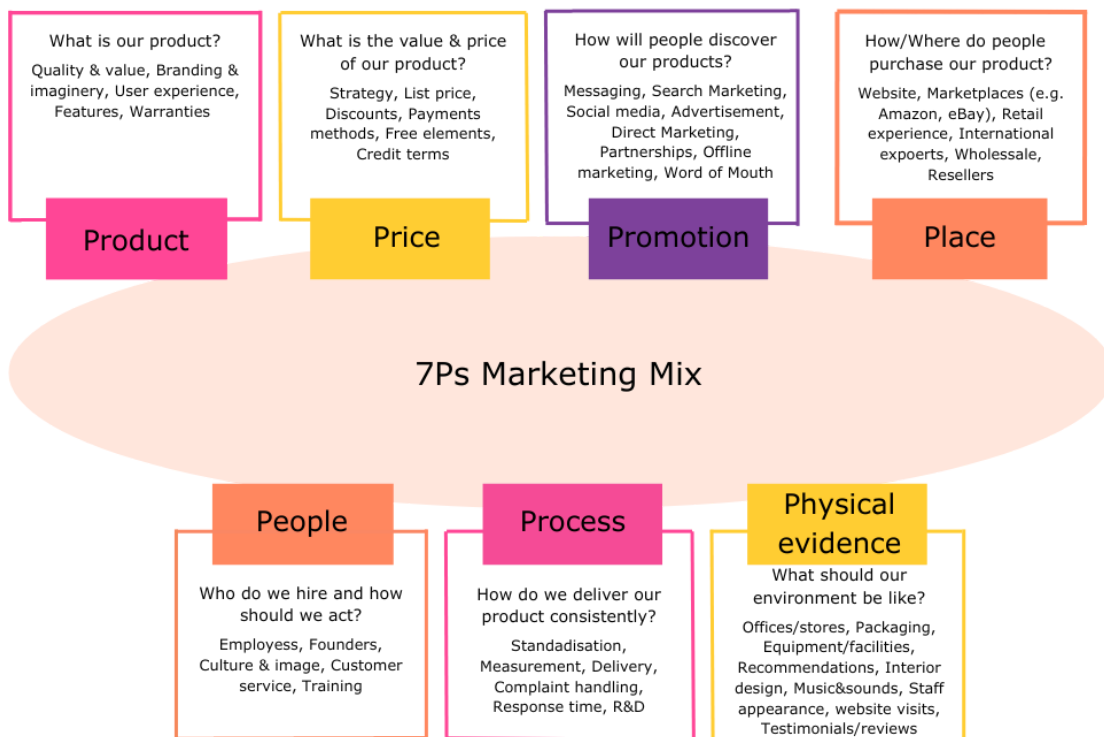 What is our product?
Quality & value, Branding &
imaginery, User experience,
Features, Warranties
Product
What is the value & price
of our product?
Strategy, List price,
Discounts, Payments
methods, Free elements,
Credit terms
Price
How will people discover
our products?
Messaging, Search Marketing,
Social media, Advertisement,
Direct Marketing,
Partnerships, Offline
marketing, Word of Mouth
Promotion
How/Where do people
purchase our product?
Website, Marketplaces (e.g.
Amazon, eBay), Retail
experience, International
expoerts, Wholessale,
Resellers
Place
7Ps Marketing Mix
People
Who do we hire and how
should we act?
Employess, Founders,
Culture & image, Customer
service, Training
Process
How do we deliver our
product consistently?
Standadisation,
Measurement, Delivery,
Complaint handling,
Response time, R&D
Physical
evidence
What should our
environment be like?
Offices/stores, Packaging,
Equipment/facilities,
Recommendations, Interior
design, Music&sounds, Staff
appearance, website visits,
Testimonials/reviews